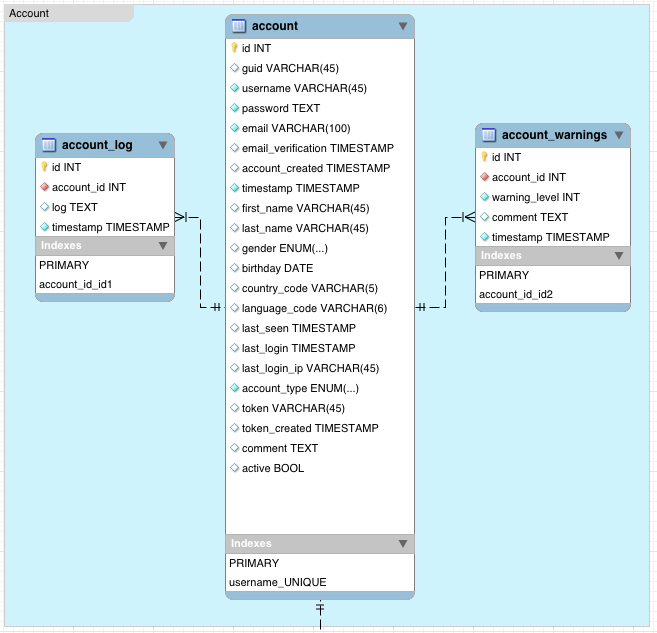 Account
account
id INT
guid VARCHAR(45)
username VARCHAR(45)
password TEXT
email VARCHAR(100)
email_verification TIMESTAMP
account_created TIMESTAMP
timestamp TIMESTAMP
first_name VARCHAR(45)
last_name VARCHAR(45)
gender ENUM(...)
birthday DATE
country_code VARCHAR(5)
language_code VARCHAR(6)
last_seen TIMESTAMP
last_login TIMESTAMP
last_login_ip VARCHAR(45)
account_type ENUM(...)
token VARCHAR(45)
token_created TIMESTAMP
comment TEXT
active BOOL
Indexes
PRIMARY
username_UNIQUE
account_log
id INT
account_id INT
log TEXT
timestamp TIMESTAMP
Indexes
PRIMARY
account_id_id1
account_warnings
id INT
account_id INT
warning_level INT
comment TEXT
timestamp TIMESTAMP
Indexes
PRIMARY
account_id_id2